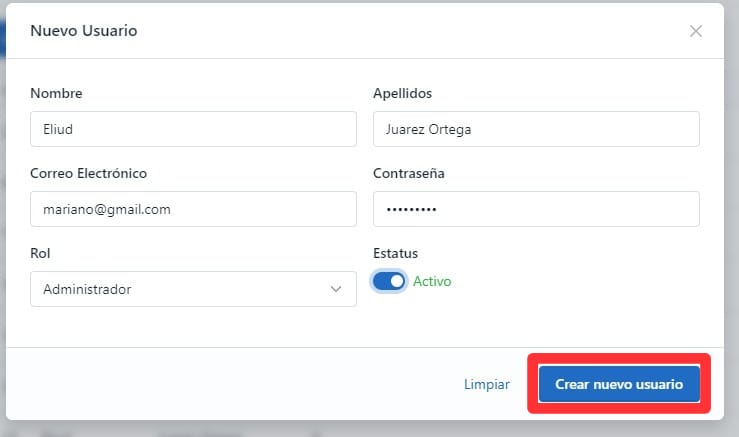 Nuevo Usuario
Nombre
Apellidos
Eliud
Juarez Ortega
Correo Electrónico
Contraseña
mariano@gmail.com
•••••••••
Rol
Estatus
Administrador
Activo
Limpiar
Crear nuevo usuario